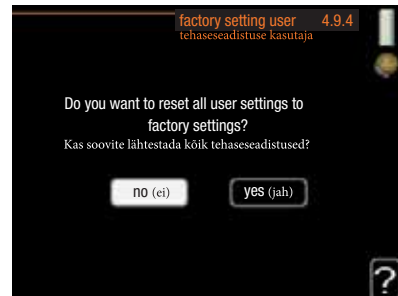 factory setting user 4.9.4
tehaseseadistuse kasutaja
Do you want to reset all user settings to
factory settings?
Kas soovite lähtestada kõik tehaseseadistused?
no (ei) yes (jah)
?